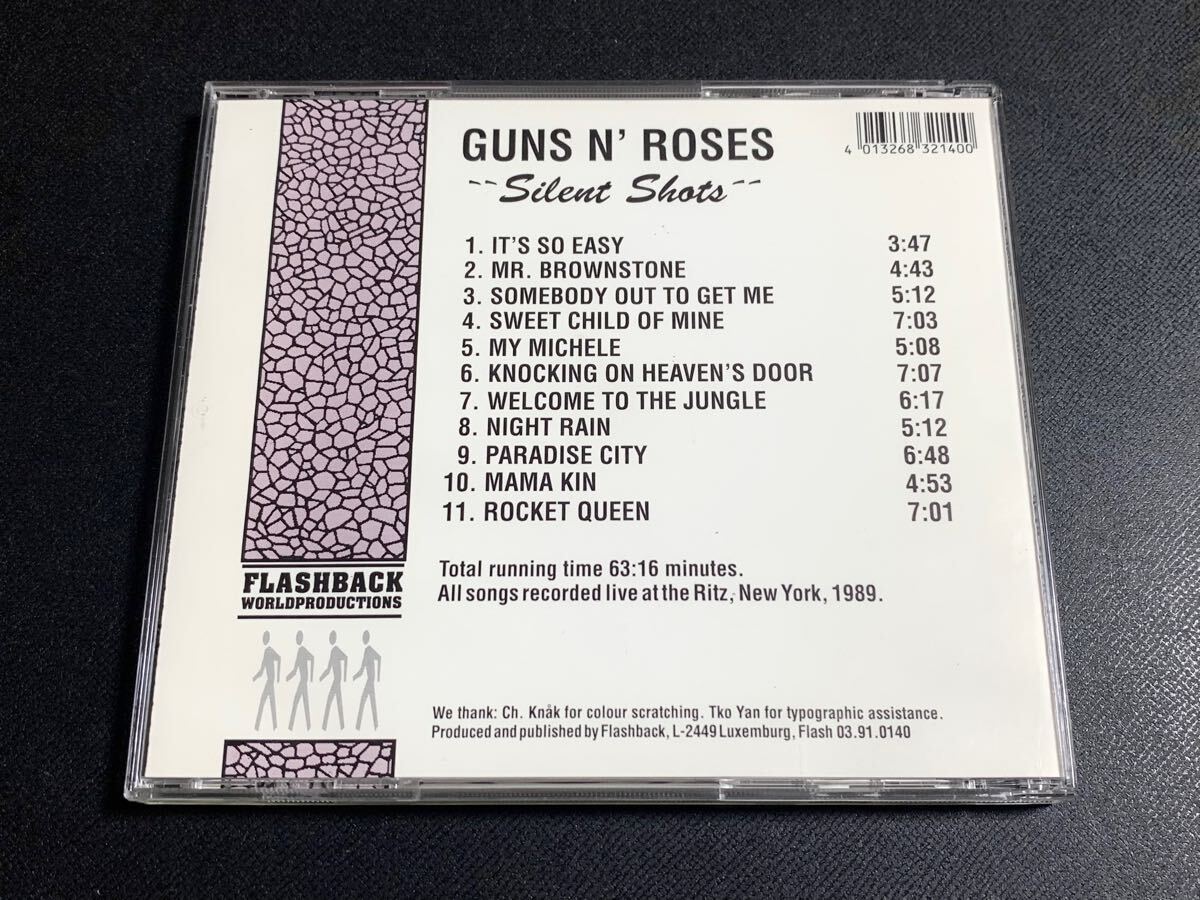 GUNS N' ROSES
--Silent Shots--
4 013268 321400
1. IT'S SO EASY 3:47
2. MR. BROWNSTONE 4:43
3. SOMEBODY OUT TO GET ME 5:12
4. SWEET CHILD OF MINE 7:03
5. MY MICHELE 5:08
6. KNOCKING ON HEAVEN'S DOOR 7:07
7. WELCOME TO THE JUNGLE 6:17
8. NIGHT RAIN 5:12
9. PARADISE CITY 6:48
10. MAMA KIN 4:53
11. ROCKET QUEEN 7:01
Total running time 63:16 minutes.
All songs recorded live at the Ritz, New York, 1989.
FLASHBACK
WORLDPRODUCTIONS
We thank: Ch. Knåk for colour scratching. Tko Yan for typographic assistance.
Produced and published by Flashback, L-2449 Luxemburg, Flash 03.91.0140